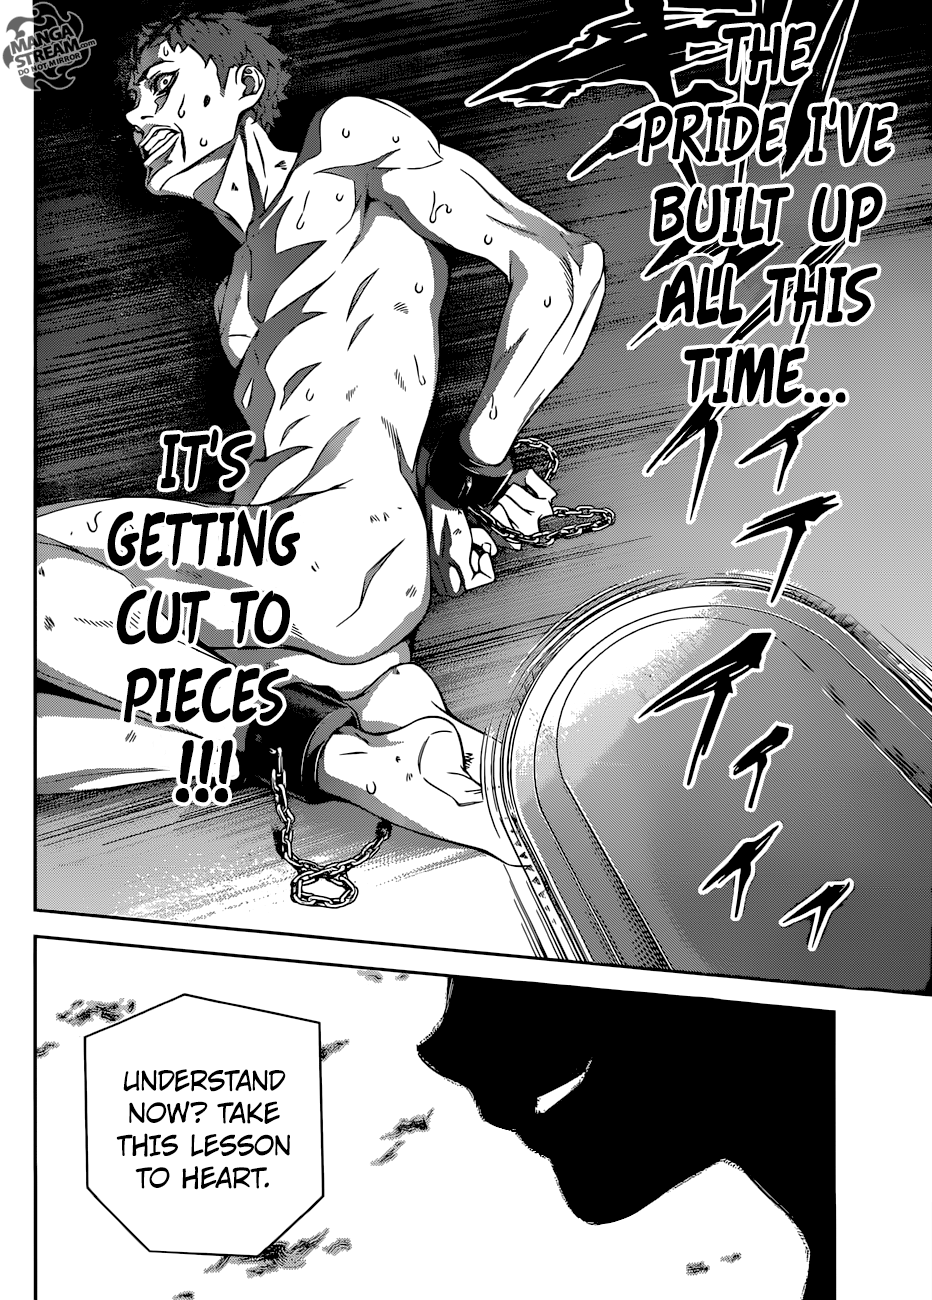 MANGA
STREAM.com
DO NOT MIRROR!
THE
PRIDE I'VE
BUILT UP
ALL THIS
TIME...
IT'S
GETTING
CUT TO
PIECES
!!!
UNDERSTAND
NOW? TAKE
THIS LESSON
TO HEART.